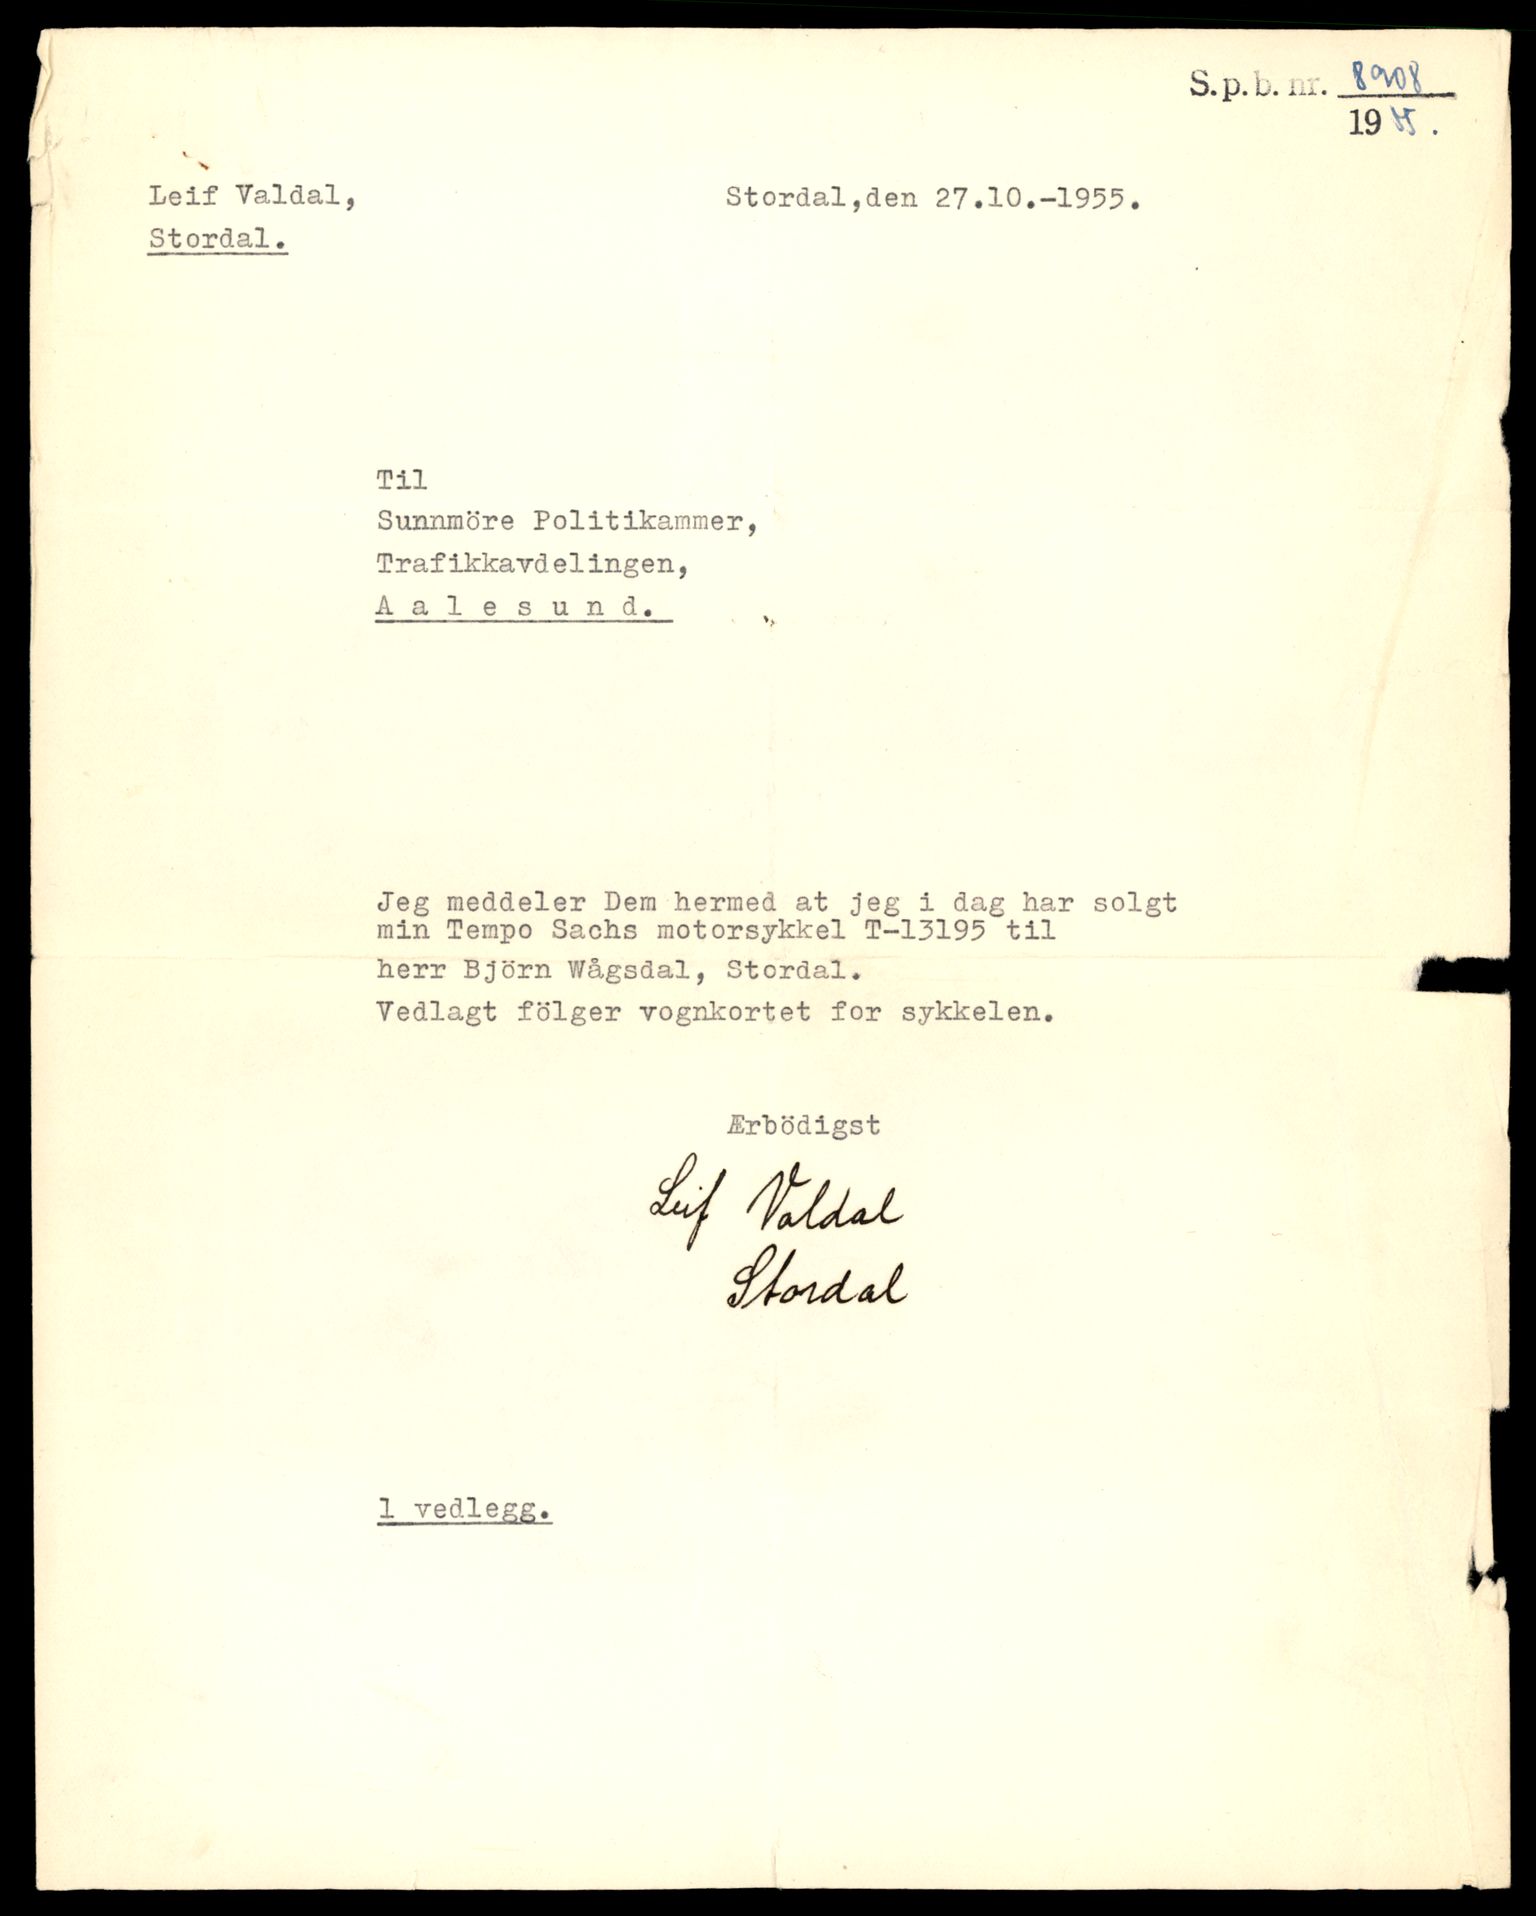 S.p.b. nr. 8908
1955.
Leif Valdal,
Stordal,den 27.10.-1955.
Stordal.
Til
Sunnmöre Politikammer,
Trafikkavdelingen,
A a l e s u n d.
Jeg meddeler Dem hermed at jeg i dag har solgt
min Tempo Sachs motorsykkel T-13195 til
herr Björn Wågsdal, Stordal.
Vedlagt fölger vognkortet for sykkelen.
Ærbödigst
Leif Valdal
Stordal
1 vedlegg.